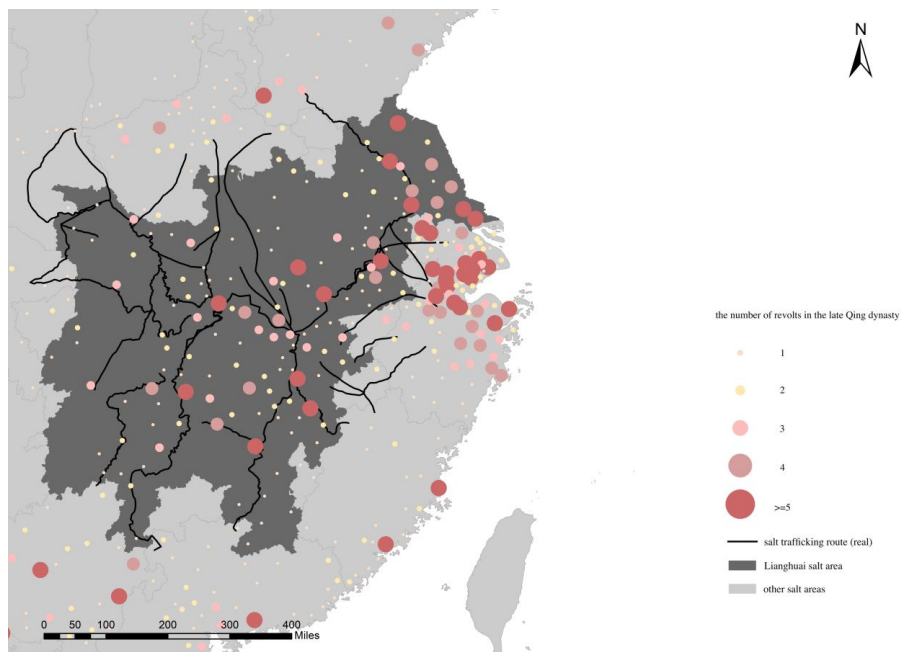 N
the number of revolts in the late Qing dynasty
1
2
3
4
>=5
salt trafficking route (real)
Lianghuai salt area
other salt areas
0 50 100 200 300 400
Miles